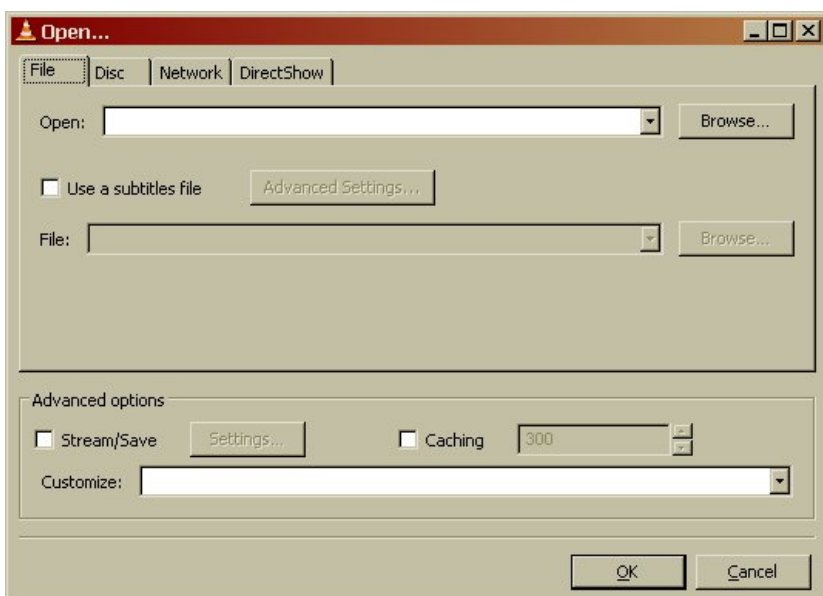 Open...
File Disc Network DirectShow
Open: Browse...
Use a subtitles file Advanced Settings...
File: Browse...
Advanced options
Stream/Save Settings... Caching 300
Customize:
OK Cancel